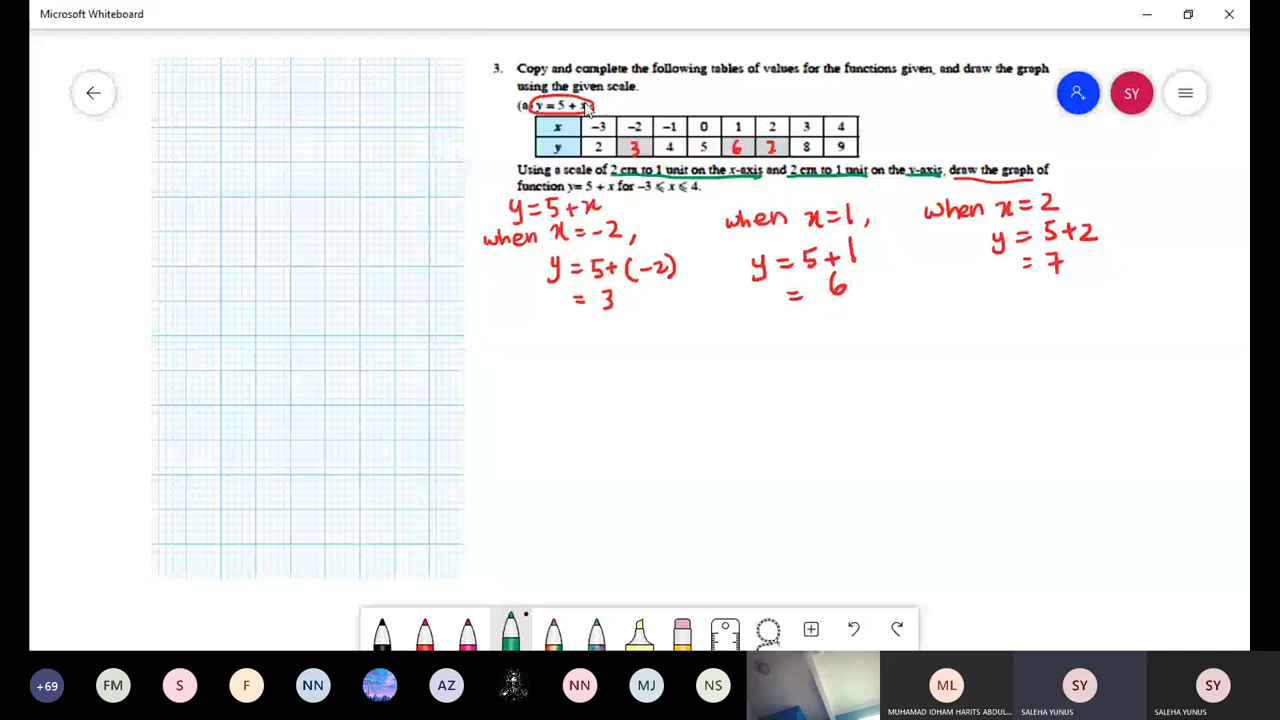 Microsoft Whiteboard
3. Copy and complete the following tables of values for the functions given, and draw the graph
using the given scale.
(a) y = 5 + x
x −3 −2 −1 0 1 2 3 4
y 2 3 4 5 6 7 8 9
Using a scale of 2 cm to 1 unit on the x-axis and 2 cm to 1 unit on the y-axis, draw the graph of
function y= 5 + x for −3 ⩽ x ⩽ 4.
y = 5 + x
when x = -2,
y = 5 + (-2)
= 3
when x = 1,
y = 5 + 1
= 6
when x = 2
y = 5 + 2
= 7
SY
+69
FM
S
F
NN
AZ
NN
MJ
NS
ML
MUHAMAD IDHAM HARITS ABDUL...
SY
SALEHA YUNUS
SY
SALEHA YUNUS